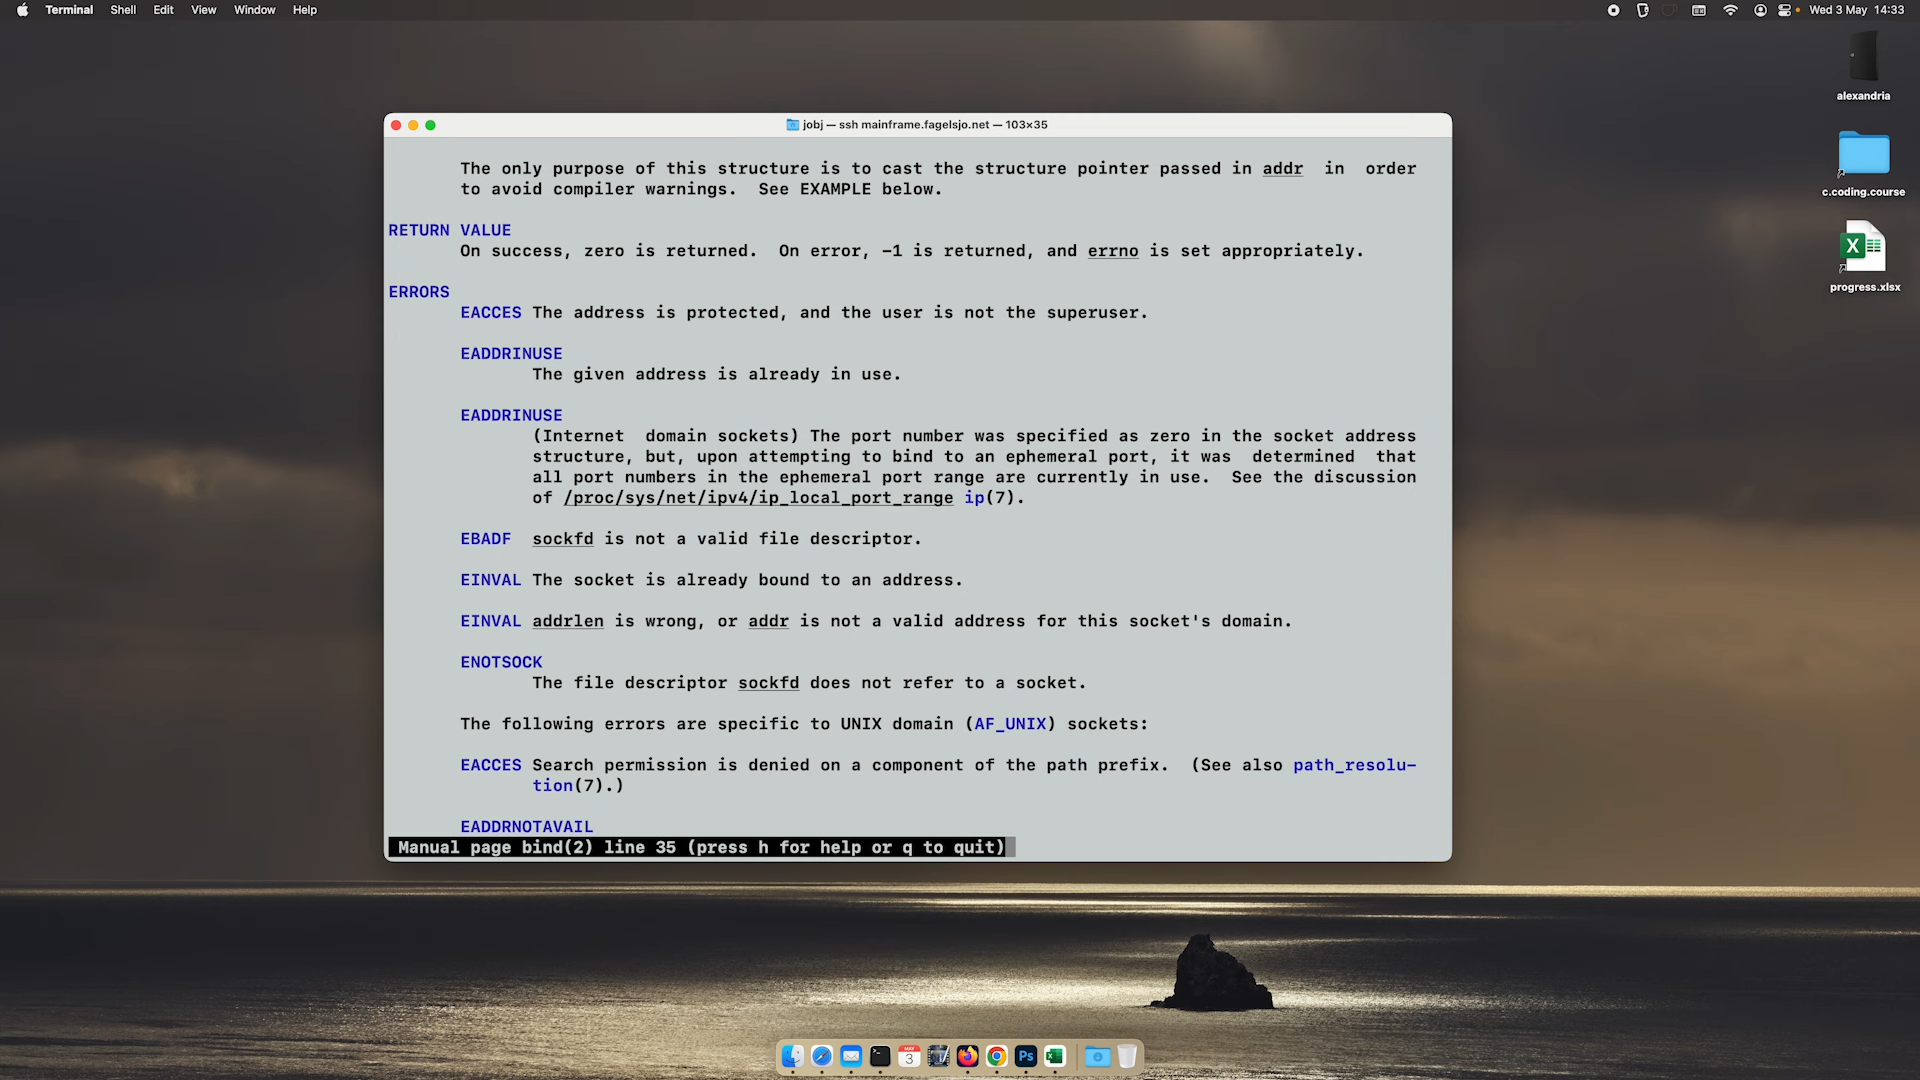 Terminal Shell Edit View Window Help
Wed 3 May 14:33
alexandria
c.coding.course
progress.xlsx
jobj — ssh mainframe.fagelsjo.net — 103×35
The only purpose of this structure is to cast the structure pointer passed in addr in order
to avoid compiler warnings. See EXAMPLE below.
RETURN VALUE
On success, zero is returned. On error, -1 is returned, and errno is set appropriately.
ERRORS
EACCES The address is protected, and the user is not the superuser.
EADDRINUSE
The given address is already in use.
EADDRINUSE
(Internet domain sockets) The port number was specified as zero in the socket address
structure, but, upon attempting to bind to an ephemeral port, it was determined that
all port numbers in the ephemeral port range are currently in use. See the discussion
of /proc/sys/net/ipv4/ip_local_port_range ip(7).
EBADF sockfd is not a valid file descriptor.
EINVAL The socket is already bound to an address.
EINVAL addrlen is wrong, or addr is not a valid address for this socket's domain.
ENOTSOCK
The file descriptor sockfd does not refer to a socket.
The following errors are specific to UNIX domain (AF_UNIX) sockets:
EACCES Search permission is denied on a component of the path prefix. (See also path_resolu-
tion(7).)
EADDRNOTAVAIL
Manual page bind(2) line 35 (press h for help or q to quit)
MAY
3
Ps